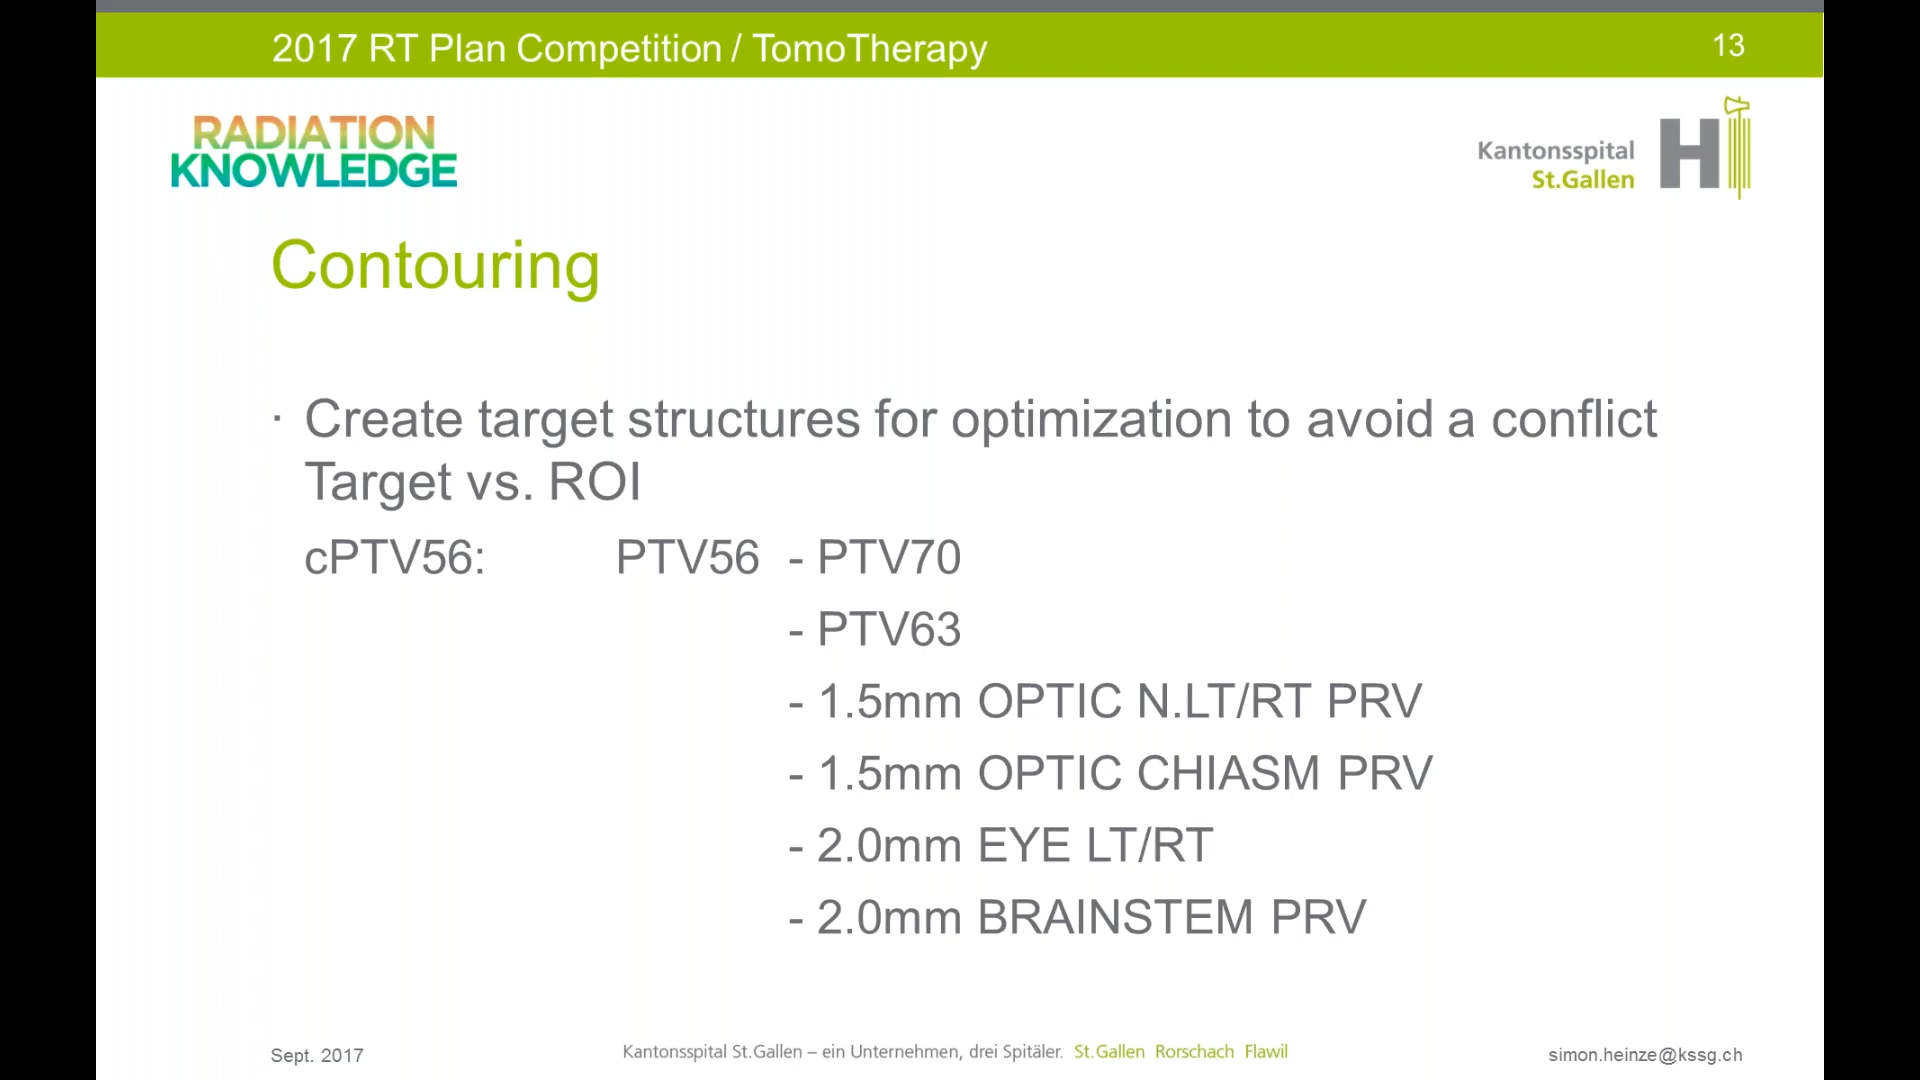 2017 RT Plan Competition / TomoTherapy
13
RADIATION
KNOWLEDGE
Kantonsspital
St.Gallen
H
Contouring
· Create target structures for optimization to avoid a conflict
Target vs. ROI
cPTV56: PTV56 - PTV70
- PTV63
- 1.5mm OPTIC N.LT/RT PRV
- 1.5mm OPTIC CHIASM PRV
- 2.0mm EYE LT/RT
- 2.0mm BRAINSTEM PRV
Sept. 2017
Kantonsspital St.Gallen – ein Unternehmen, drei Spitäler. St.Gallen Rorschach Flawil
simon.heinze@kssg.ch